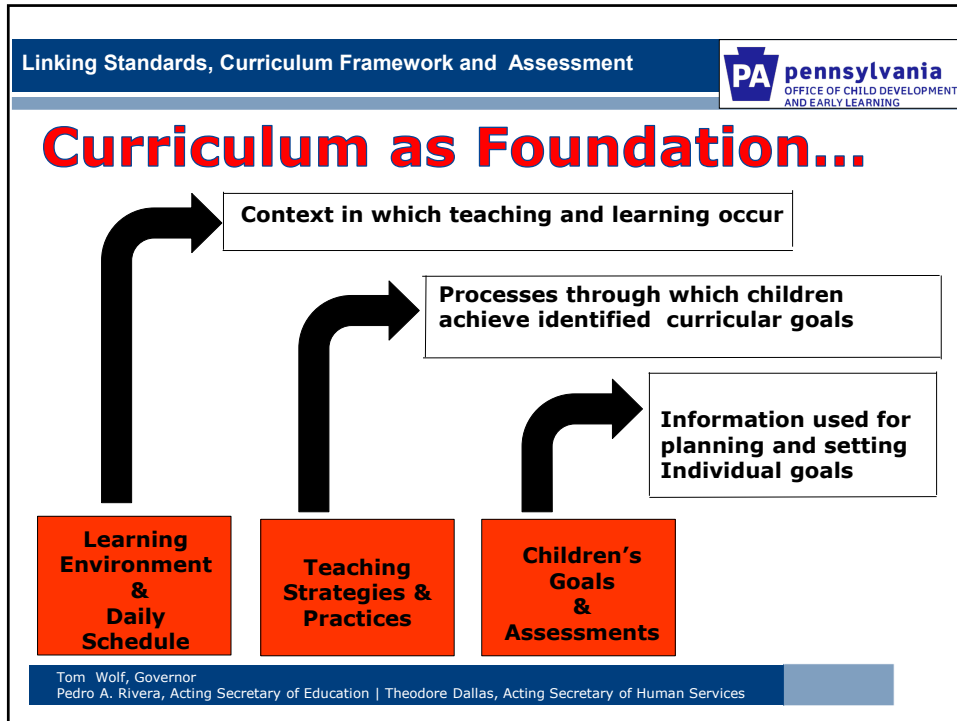 Linking Standards, Curriculum Framework and Assessment
PA pennsylvania
OFFICE OF CHILD DEVELOPMENT
AND EARLY LEARNING
Curriculum as Foundation...
Context in which teaching and learning occur
Processes through which children
achieve identified curricular goals
Information used for
planning and setting
Individual goals
Learning
Environment
&
Daily
Schedule
Teaching
Strategies &
Practices
Children’s
Goals
&
Assessments
Tom Wolf, Governor
Pedro A. Rivera, Acting Secretary of Education | Theodore Dallas, Acting Secretary of Human Services